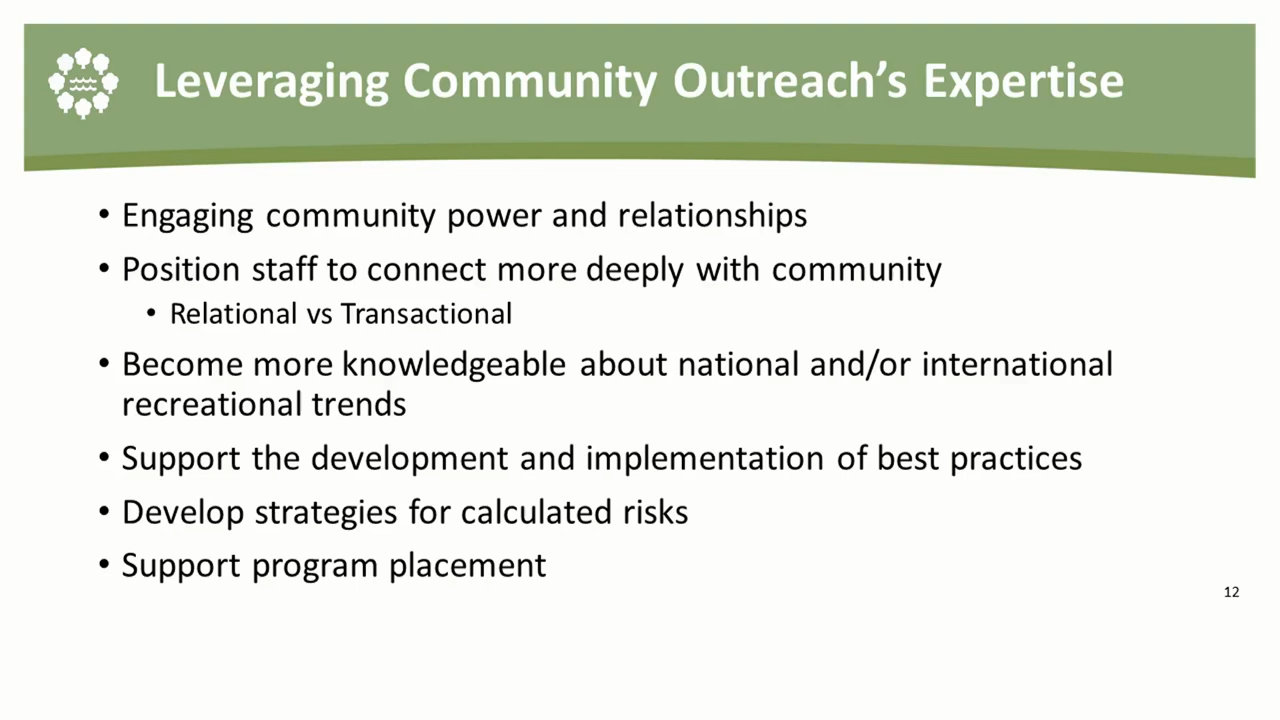 Leveraging Community Outreach’s Expertise
• Engaging community power and relationships
• Position staff to connect more deeply with community
• Relational vs Transactional
• Become more knowledgeable about national and/or international
recreational trends
• Support the development and implementation of best practices
• Develop strategies for calculated risks
• Support program placement
12